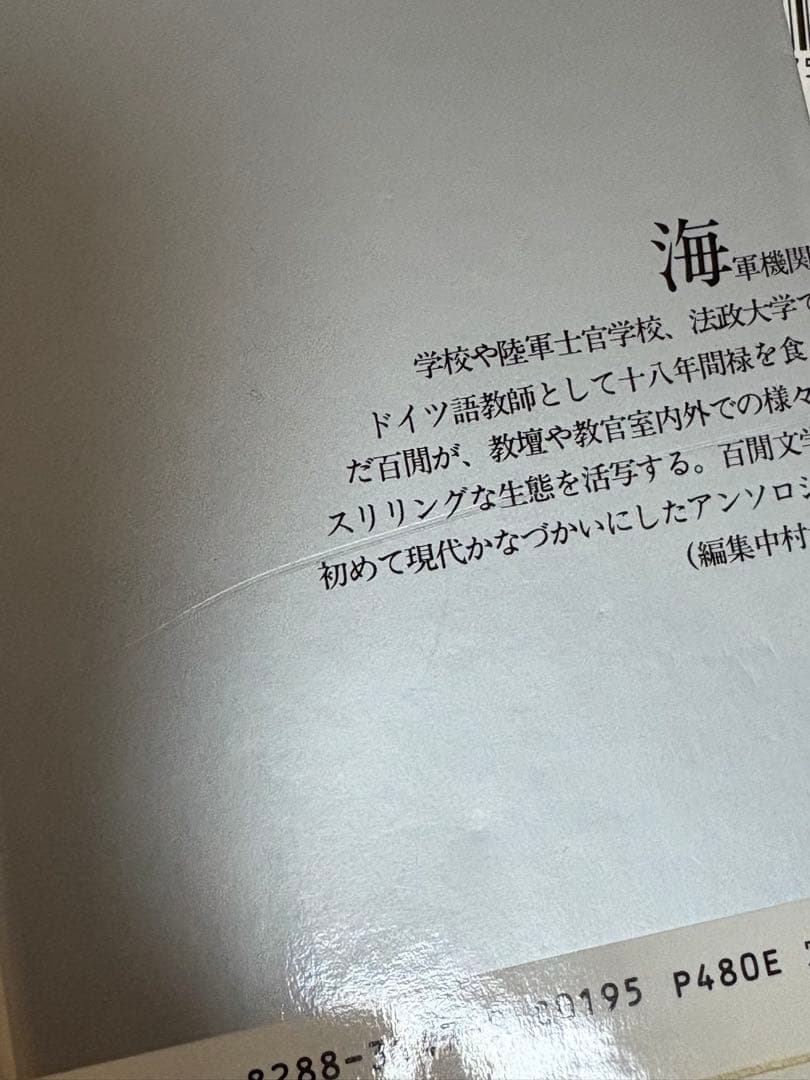 海軍機関
学校や陸軍士官学校、法政大学で
ドイツ語教師として十八年間禄を食
だ百閒が、教壇や教官室内外での様々
スリリングな生態を活写する。百閒文学
初めて現代かなづかいにしたアンソロジ
(編集中村
8288-3 00195 P480E